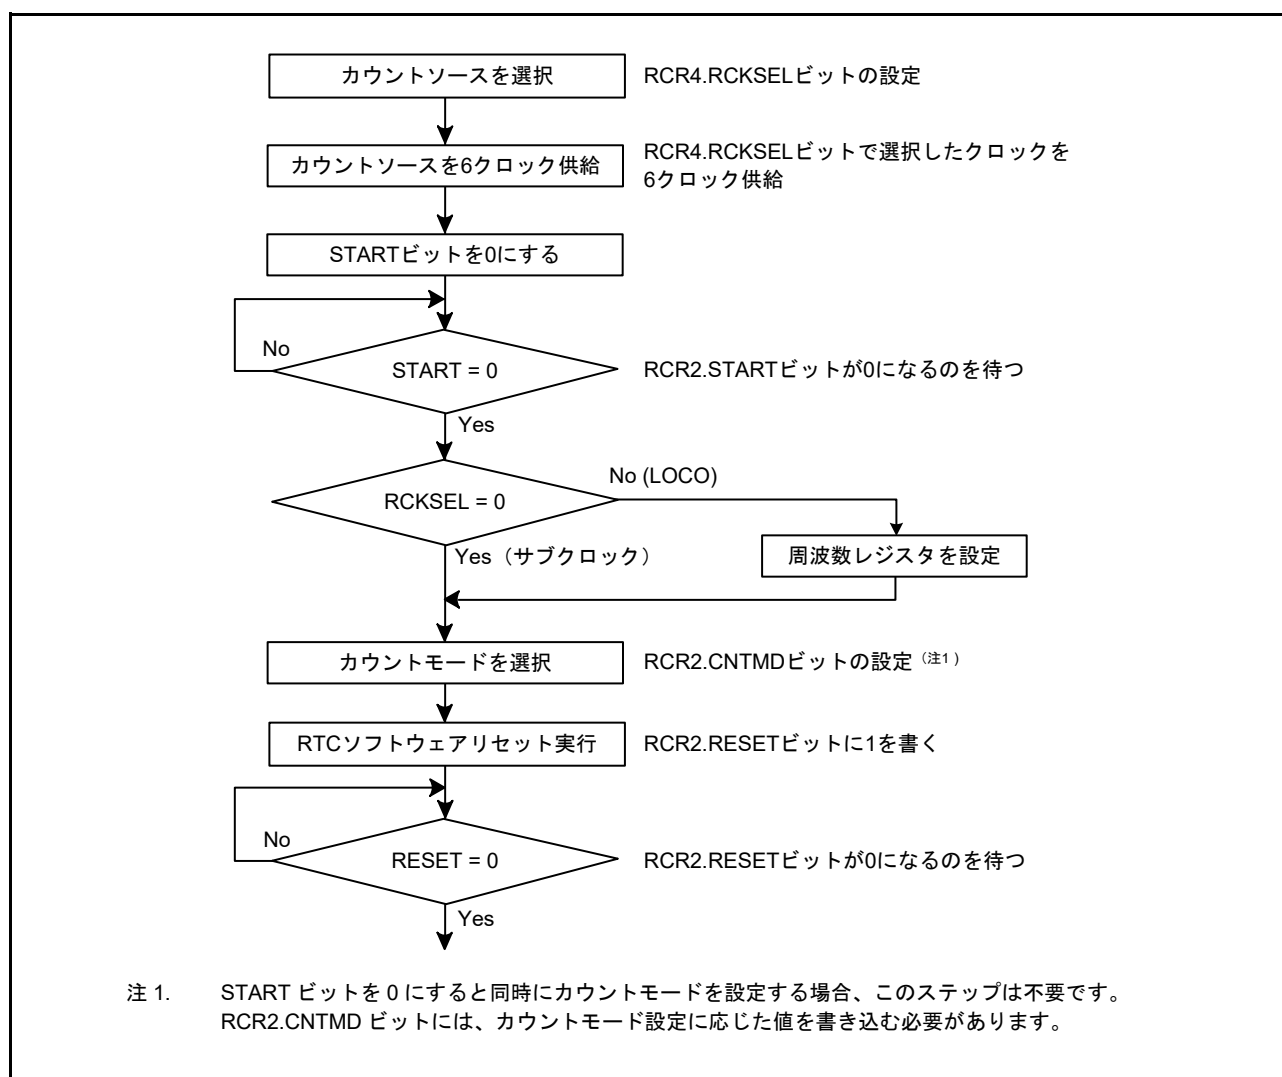 カウントソースを選択
RCR4.RCKSELビットの設定
カウントソースを6クロック供給
RCR4.RCKSELビットで選択したクロックを
6クロック供給
STARTビットを0にする
No
START = 0
RCR2.STARTビットが0になるのを待つ
Yes
No (LOCO)
RCKSEL = 0
Yes（サブクロック）
周波数レジスタを設定
カウントモードを選択
RCR2.CNTMDビットの設定（注1）
RTCソフトウェアリセット実行
RCR2.RESETビットに1を書く
No
RESET = 0
RCR2.RESETビットが0になるのを待つ
Yes
注 1. START ビットを 0 にすると同時にカウントモードを設定する場合、このステップは不要です。
RCR2.CNTMD ビットには、カウントモード設定に応じた値を書き込む必要があります。